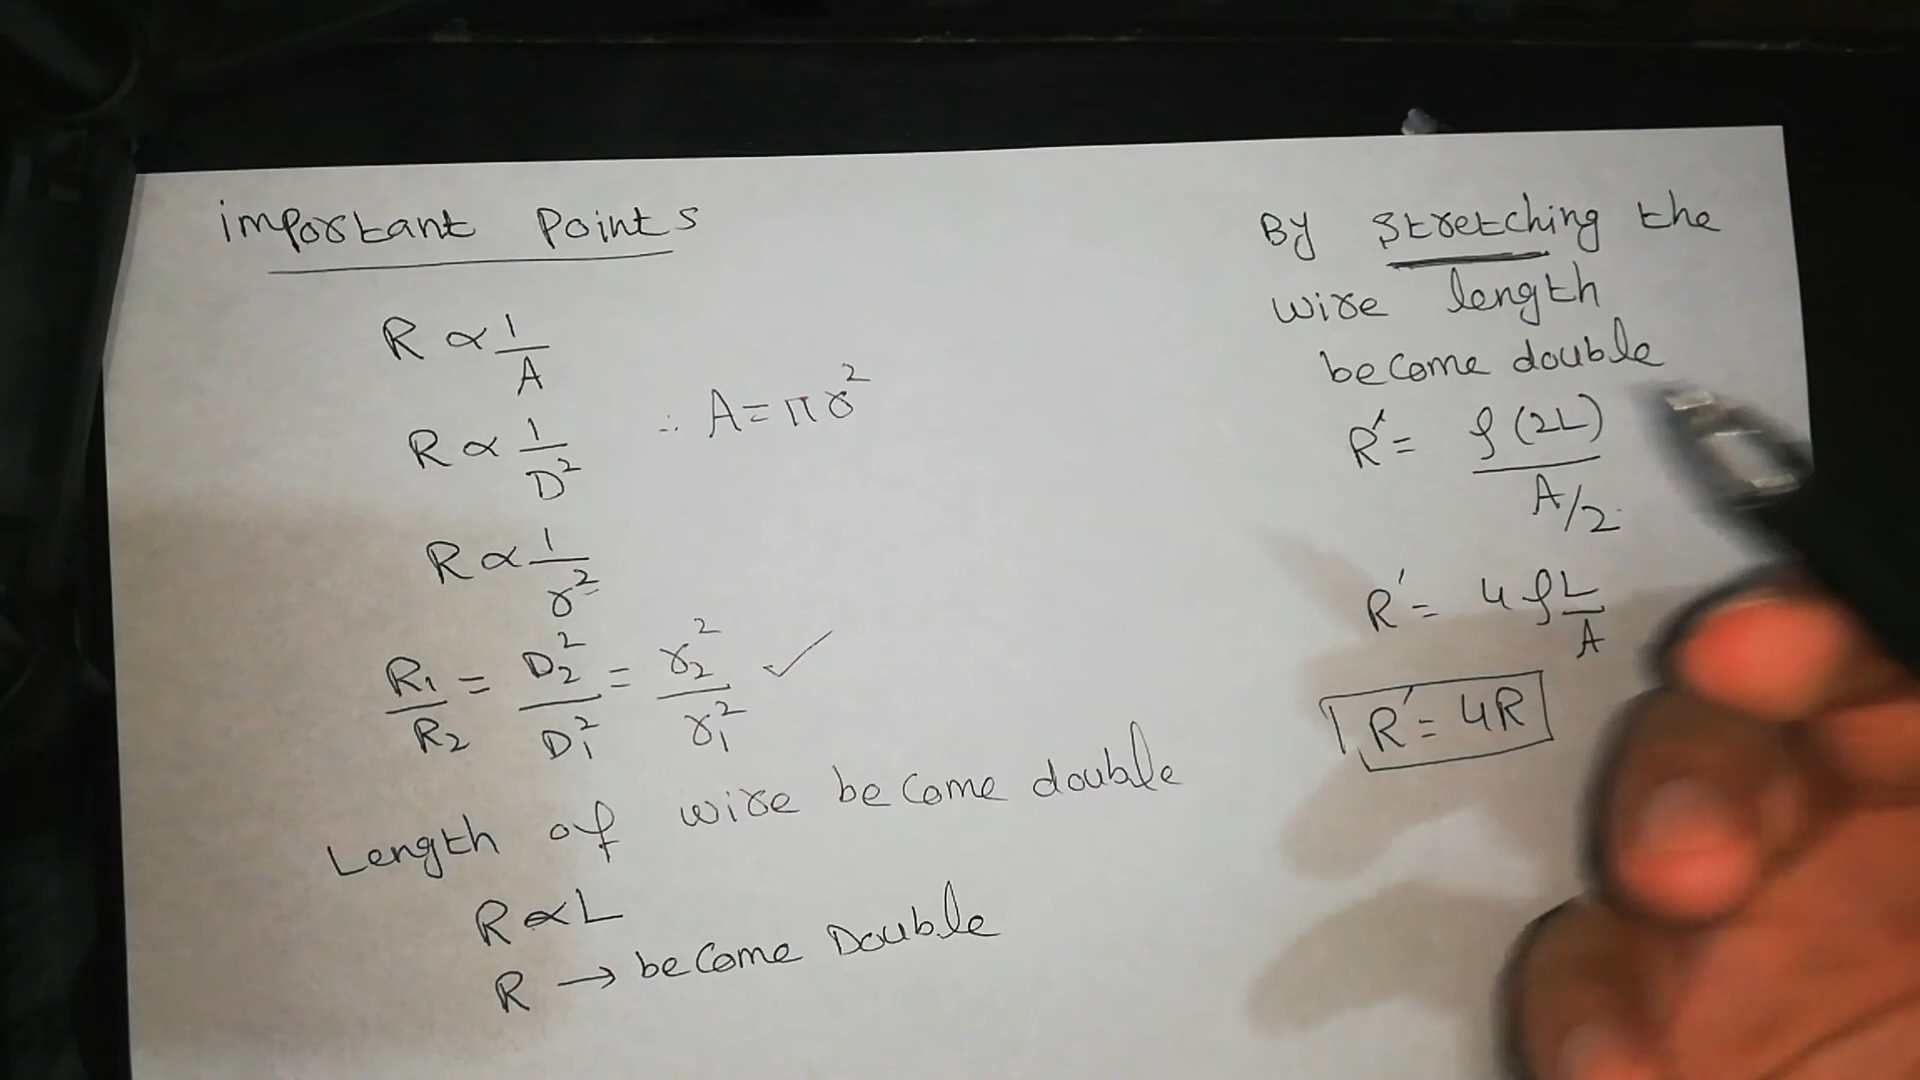 important Points
R ∝ 1/A
∴ A = πr²
R ∝ 1/D²
R ∝ 1/r²
R₁/R₂ = D₂²/D₁² = r₂²/r₁² ✓
Length of wire become double
R ∝ L
R → become Double
By stretching the
wire length
become double
R' = ρ(2L)/A/2
R' = 4ρL/A
R' = 4R